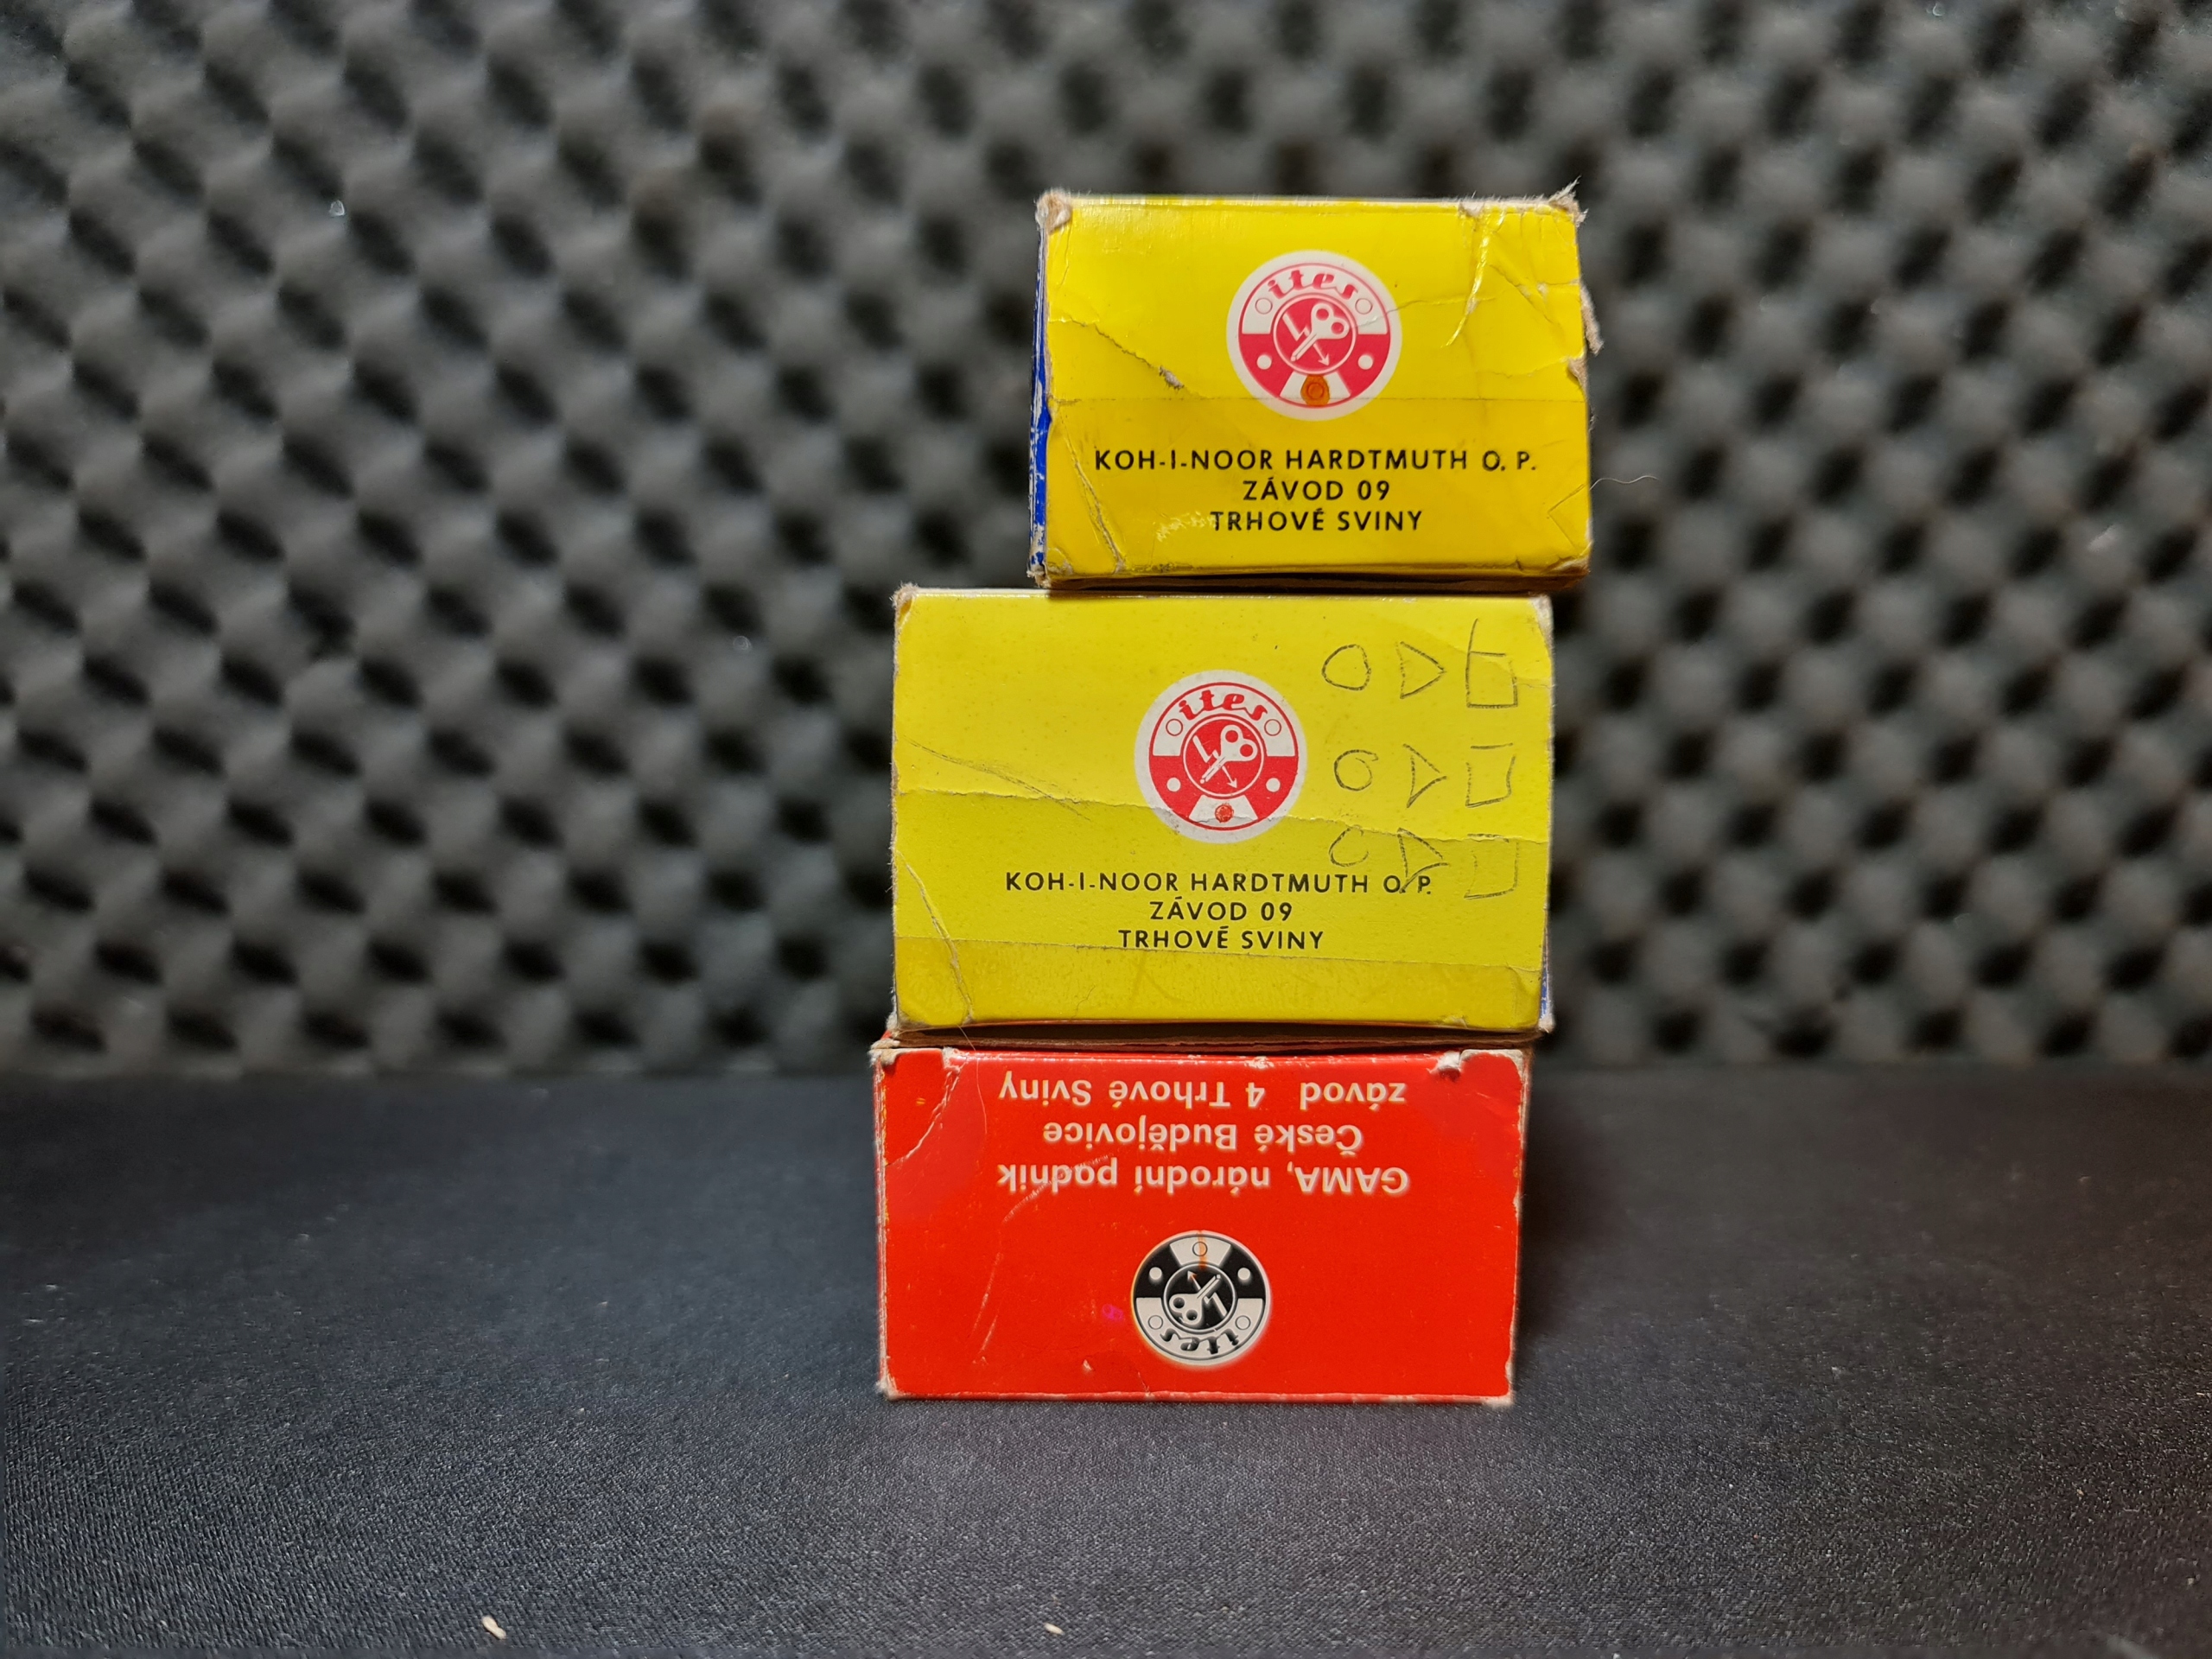 ites
KOH-I-NOOR HARDTMUTH O. P.
ZÁVOD 09
TRHOVÉ SVINY
ites
KOH-I-NOOR HARDTMUTH O. P.
ZÁVOD 09
TRHOVÉ SVINY
ites
GAMA, národní podnik
České Budějovice
závod 4 Trhové Sviny